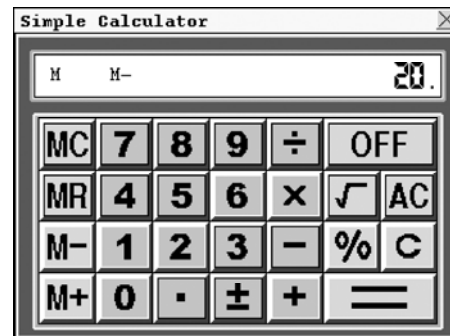 Simple Calculator
M M− 20.
MC 7 8 9 ÷ OFF
MR 4 5 6 × √ AC
M− 1 2 3 − % C
M+ 0 . ± + =